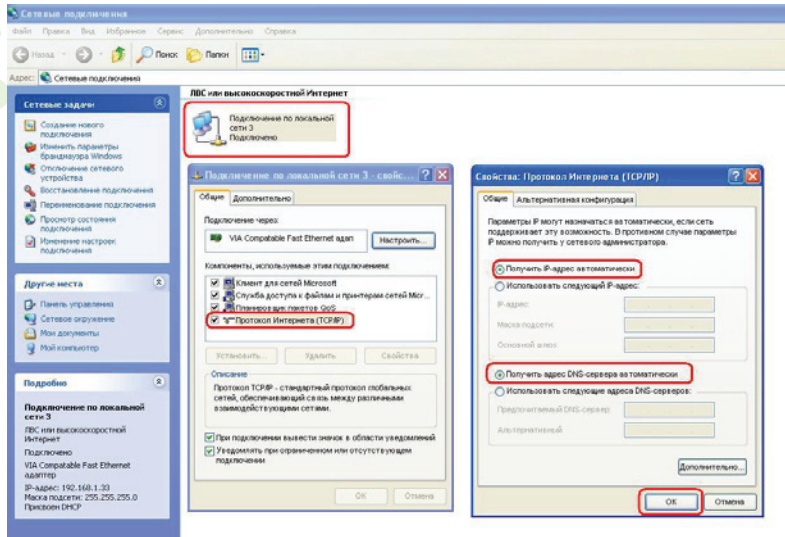 Сетевые подключения
Файл Правка Вид Избранное Сервис Дополнительно Справка
Назад Поиск Папки
Адрес: Сетевые подключения
Сетевые задачи
Создание нового
подключения
Изменить параметры
брандмауэра Windows
Отключение сетевого
устройства
Восстановление подключения
Переименование подключения
Просмотр состояния
подключения
Изменение настроек
подключения
Другие места
Панель управления
Сетевое окружение
Мои документы
Мой компьютер
Подробно
Подключение по локальной
сети 3
ЛВС или высокоскоростной
Интернет
Подключено
VIA Compatable Fast Ethernet
адаптер
IP-адрес: 192.168.1.33
Маска подсети: 255.255.255.0
Присвоен DHCP
ЛВС или высокоскоростной Интернет
Подключение по локальной
сети 3
Подключено
Подключение по локальной сети 3 - свойс...
Общие Дополнительно
Подключение через:
VIA Compatable Fast Ethernet адап
Настроить...
Компоненты, используемые этим подключением:
Клиент для сетей Microsoft
Служба доступа к файлам и принтерам сетей Micr...
Планировщик пакетов QoS
Протокол Интернета (TCP/IP)
Установить... Удалить Свойства
Описание
Протокол TCP/IP - стандартный протокол глобальных
сетей, обеспечивающий связь между различными
взаимодействующими сетями.
При подключении вывести значок в области уведомлений
Уведомлять при ограниченном или отсутствующем
подключении
ОК Отмена
Свойства: Протокол Интернета (TCP/IP)
Общие Альтернативная конфигурация
Параметры IP могут назначаться автоматически, если сеть
поддерживает эту возможность. В противном случае параметры
IP можно получить у сетевого администратора.
Получить IP-адрес автоматически
Использовать следующий IP-адрес:
IP-адрес:
Маска подсети:
Основной шлюз:
Получить адрес DNS-сервера автоматически
Использовать следующие адреса DNS-серверов:
Предпочитаемый DNS-сервер:
Альтернативный
Дополнительно...
ОК Отмена